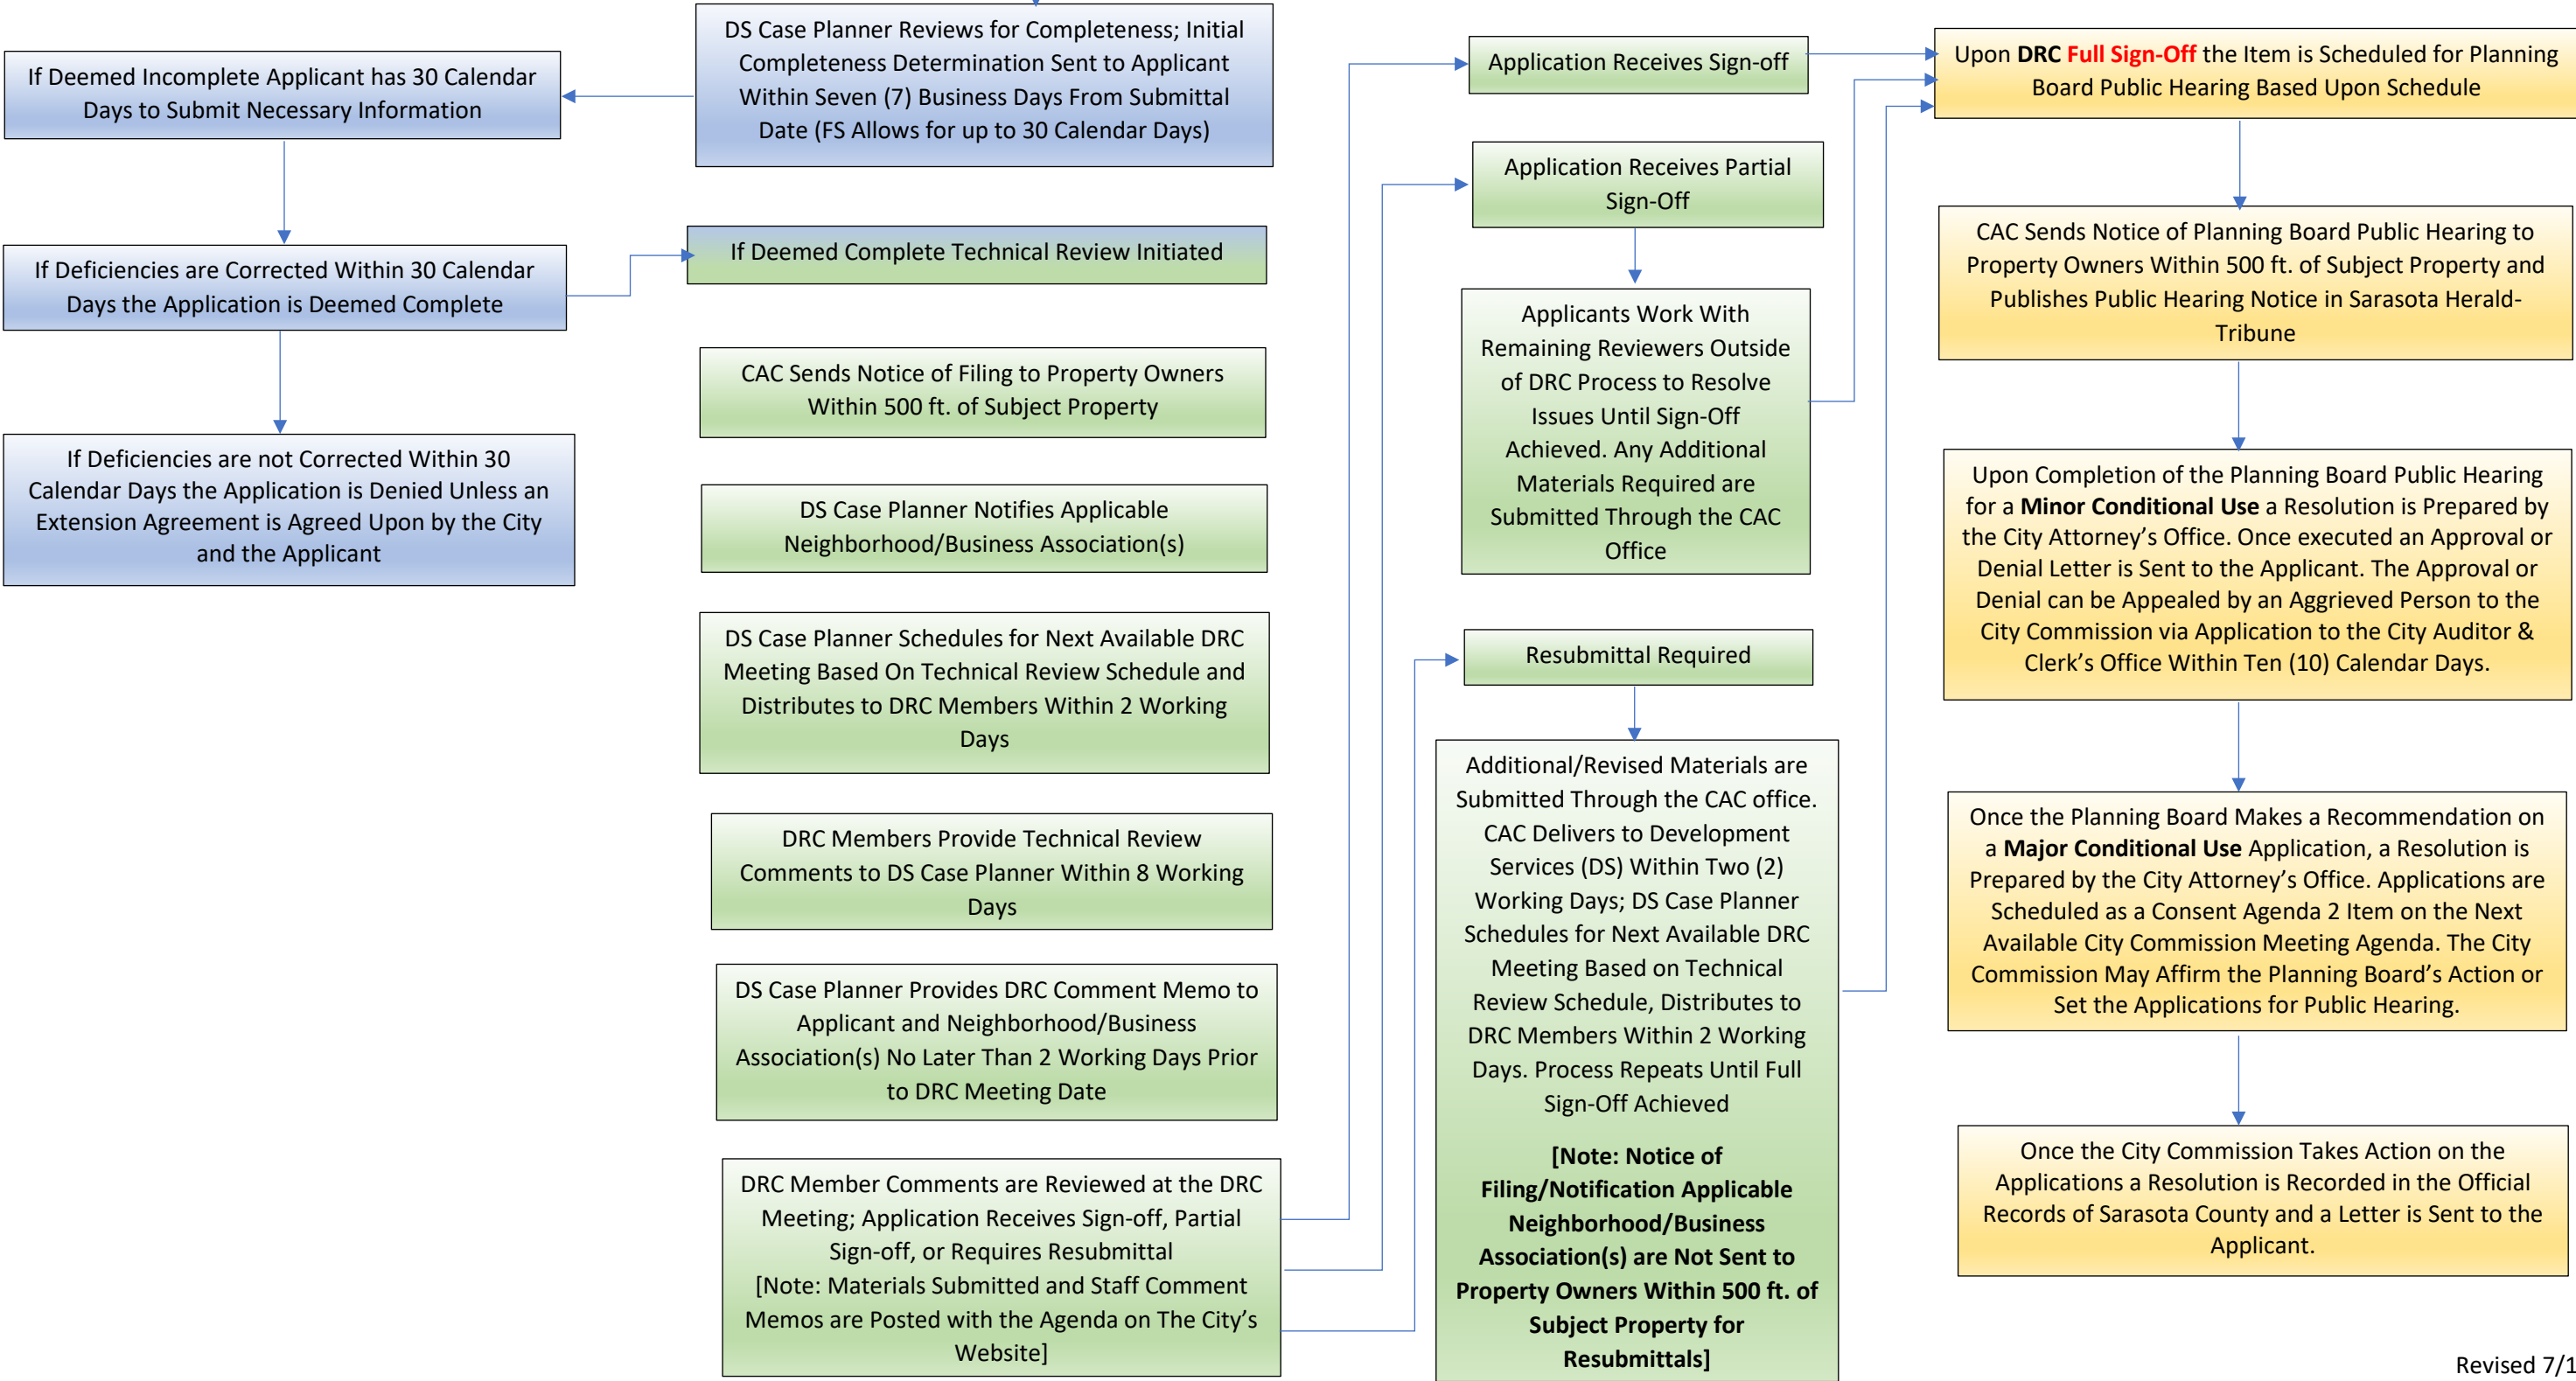 If Deemed Incomplete Applicant has 30 Calendar
Days to Submit Necessary Information
If Deficiencies are Corrected Within 30 Calendar
Days the Application is Deemed Complete
If Deficiencies are not Corrected Within 30
Calendar Days the Application is Denied Unless an
Extension Agreement is Agreed Upon by the City
and the Applicant
DS Case Planner Reviews for Completeness; Initial
Completeness Determination Sent to Applicant
Within Seven (7) Business Days From Submittal
Date (FS Allows for up to 30 Calendar Days)
If Deemed Complete Technical Review Initiated
CAC Sends Notice of Filing to Property Owners
Within 500 ft. of Subject Property
DS Case Planner Notifies Applicable
Neighborhood/Business Association(s)
DS Case Planner Schedules for Next Available DRC
Meeting Based On Technical Review Schedule and
Distributes to DRC Members Within 2 Working
Days
DRC Members Provide Technical Review
Comments to DS Case Planner Within 8 Working
Days
DS Case Planner Provides DRC Comment Memo to
Applicant and Neighborhood/Business
Association(s) No Later Than 2 Working Days Prior
to DRC Meeting Date
DRC Member Comments are Reviewed at the DRC
Meeting; Application Receives Sign-off, Partial
Sign-off, or Requires Resubmittal
[Note: Materials Submitted and Staff Comment
Memos are Posted with the Agenda on The City's
Website]
Application Receives Sign-off
Application Receives Partial
Sign-Off
Applicants Work With
Remaining Reviewers Outside
of DRC Process to Resolve
Issues Until Sign-Off
Achieved. Any Additional
Materials Required are
Submitted Through the CAC
Office
Resubmittal Required
Additional/Revised Materials are
Submitted Through the CAC office.
CAC Delivers to Development
Services (DS) Within Two (2)
Working Days; DS Case Planner
Schedules for Next Available DRC
Meeting Based on Technical
Review Schedule, Distributes to
DRC Members Within 2 Working
Days. Process Repeats Until Full
Sign-Off Achieved
[Note: Notice of
Filing/Notification Applicable
Neighborhood/Business
Association(s) are Not Sent to
Property Owners Within 500 ft. of
Subject Property for
Resubmittals]
Upon DRC Full Sign-Off the Item is Scheduled for Planning
Board Public Hearing Based Upon Schedule
CAC Sends Notice of Planning Board Public Hearing to
Property Owners Within 500 ft. of Subject Property and
Publishes Public Hearing Notice in Sarasota Herald-
Tribune
Upon Completion of the Planning Board Public Hearing
for a Minor Conditional Use a Resolution is Prepared by
the City Attorney's Office. Once executed an Approval or
Denial Letter is Sent to the Applicant. The Approval or
Denial can be Appealed by an Aggrieved Person to the
City Commission via Application to the City Auditor &
Clerk's Office Within Ten (10) Calendar Days.
Once the Planning Board Makes a Recommendation on
a Major Conditional Use Application, a Resolution is
Prepared by the City Attorney's Office. Applications are
Scheduled as a Consent Agenda 2 Item on the Next
Available City Commission Meeting Agenda. The City
Commission May Affirm the Planning Board's Action or
Set the Applications for Public Hearing.
Once the City Commission Takes Action on the
Applications a Resolution is Recorded in the Official
Records of Sarasota County and a Letter is Sent to the
Applicant.
Revised 7/1